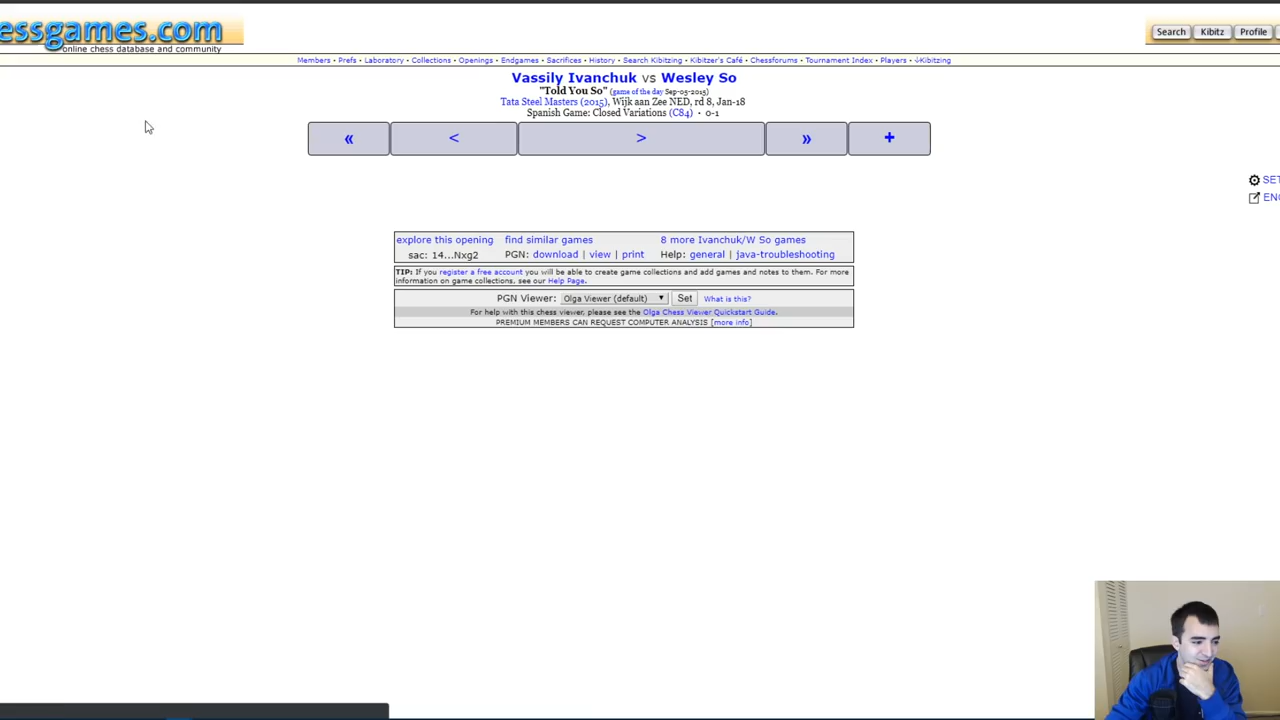 essgames.com
online chess database and community
Search Kibitz Profile
Members • Prefs • Laboratory • Collections • Openings • Endgames • Sacrifices • History • Search Kibitzing • Kibitzer's Café • Chessforums • Tournament Index • Players • ↓Kibitzing
Vassily Ivanchuk vs Wesley So
"Told You So" (game of the day Sep-05-2015)
Tata Steel Masters (2015), Wijk aan Zee NED, rd 8, Jan-18
Spanish Game: Closed Variations (C84) • 0-1
« < > » +
SET
ENG
explore this opening find similar games 8 more Ivanchuk/W So games
sac: 14...Nxg2 PGN: download | view | print Help: general | java-troubleshooting
TIP: If you register a free account you will be able to create game collections and add games and notes to them. For more
information on game collections, see our Help Page.
PGN Viewer: Olga Viewer (default) Set What is this?
For help with this chess viewer, please see the Olga Chess Viewer Quickstart Guide.
PREMIUM MEMBERS CAN REQUEST COMPUTER ANALYSIS [more info]